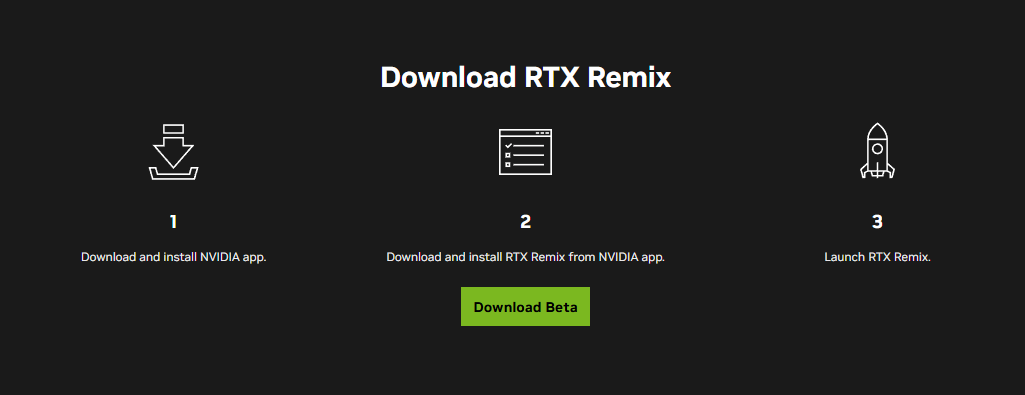 Download RTX Remix
1
Download and install NVIDIA app.
2
Download and install RTX Remix from NVIDIA app.
Download Beta
3
Launch RTX Remix.